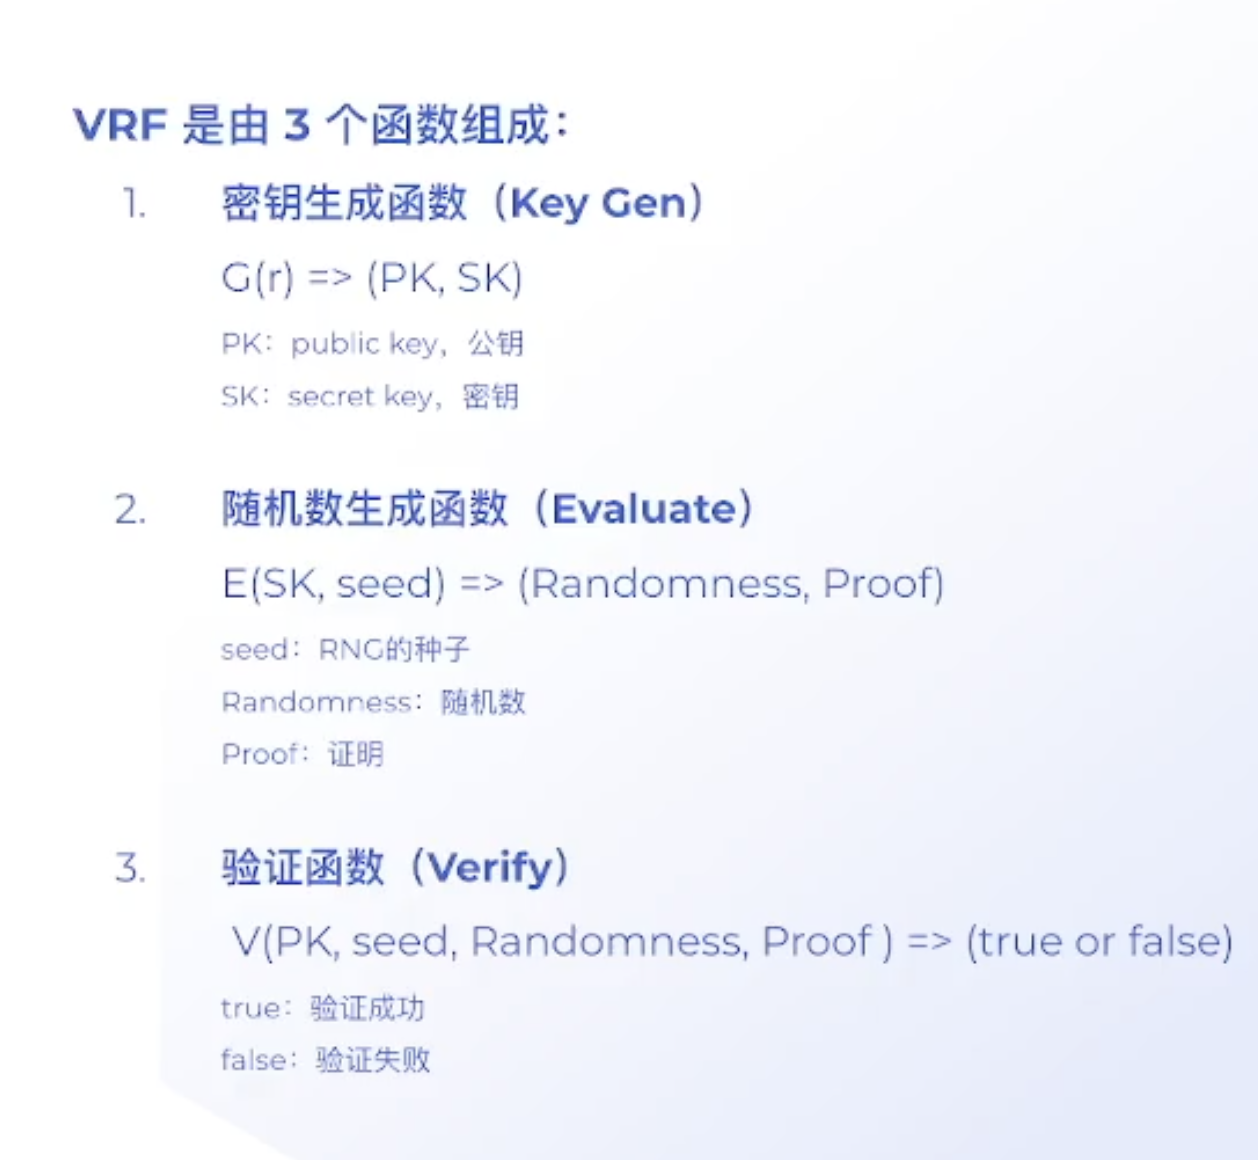 VRF 是由 3 个函数组成：
1. 密钥生成函数（Key Gen）
G(r) => (PK, SK)
PK：public key，公钥
SK：secret key，密钥
2. 随机数生成函数（Evaluate）
E(SK, seed) => (Randomness, Proof)
seed：RNG的种子
Randomness：随机数
Proof：证明
3. 验证函数（Verify）
V(PK, seed, Randomness, Proof ) => (true or false)
true：验证成功
false：验证失败